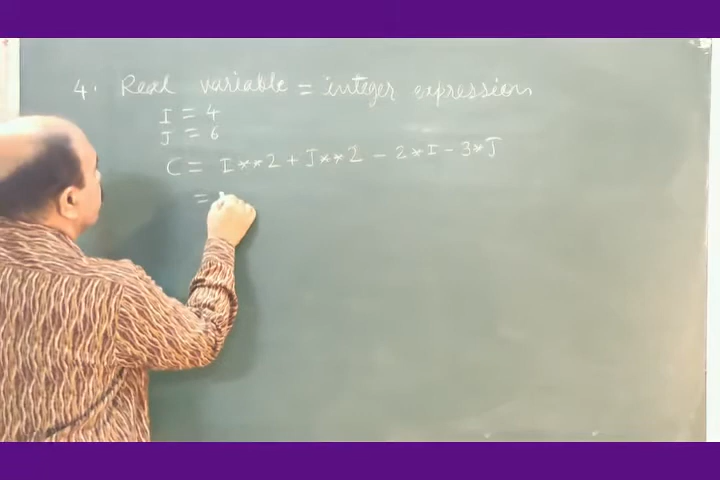 4. Real variable = integer expression
I = 4
J = 6
C = I**2 + J**2 - 2*I - 3*J
=